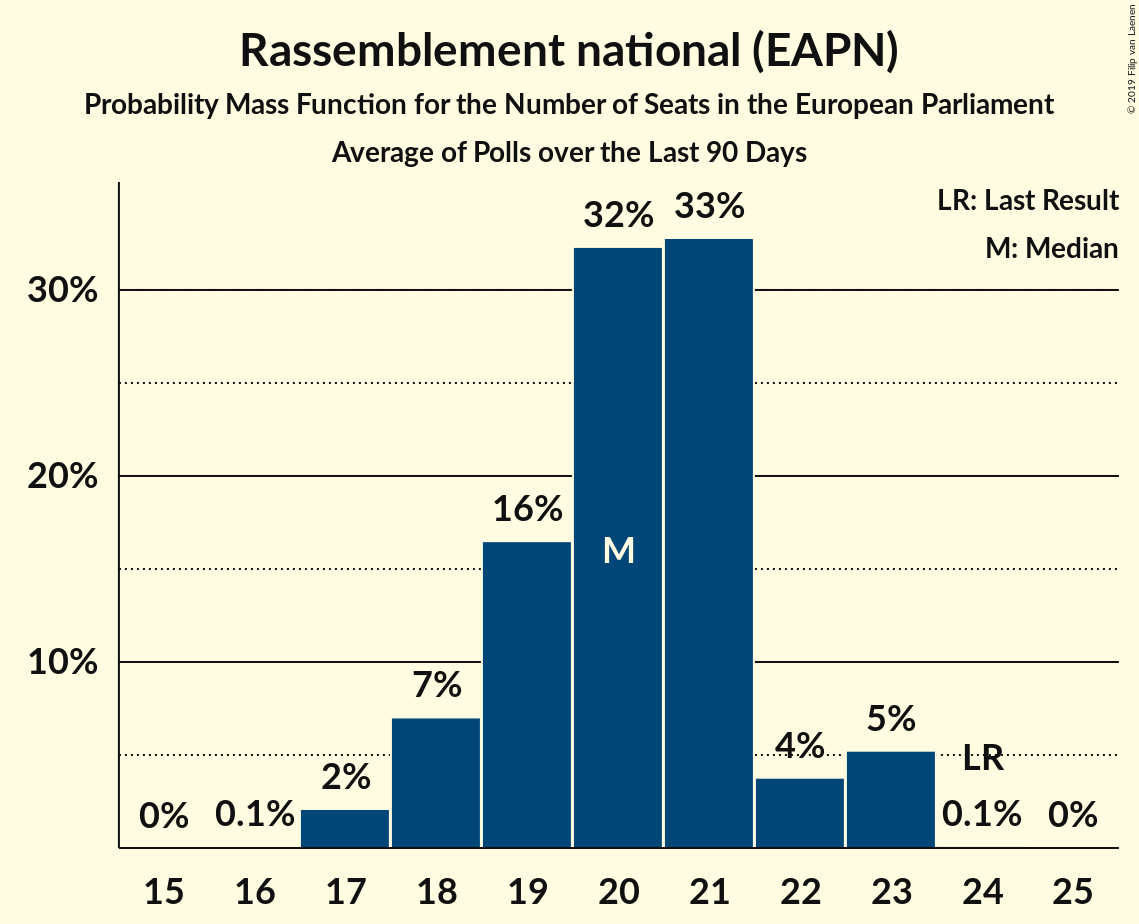 Rassemblement national (EAPN)
Probability Mass Function for the Number of Seats in the European Parliament
Average of Polls over the Last 90 Days
© 2019 Filip van Laenen
LR: Last Result
M: Median
30%
20%
10%
0%
0.1%
2%
7%
16%
32%
33%
4%
5%
0.1%
0%
M
LR
15 16 17 18 19 20 21 22 23 24 25